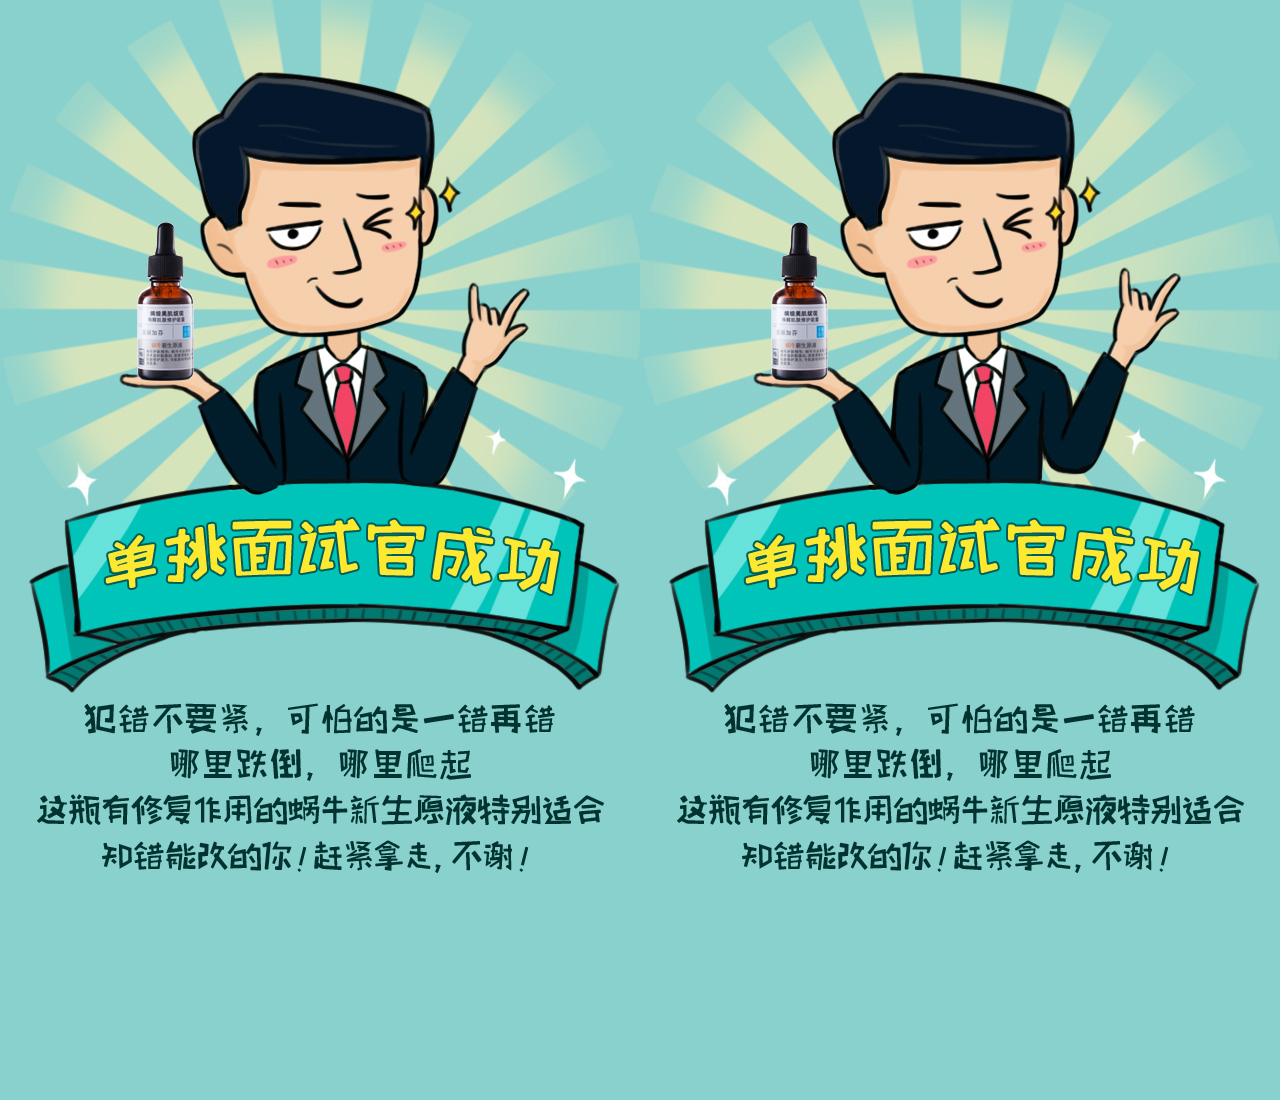 单挑面试官成功
犯错不要紧，可怕的是一错再错
哪里跌倒，哪里爬起
这瓶有修复作用的蜗牛新生愿液特别适合
知错能改的你！赶紧拿走，不谢！
单挑面试官成功
犯错不要紧，可怕的是一错再错
哪里跌倒，哪里爬起
这瓶有修复作用的蜗牛新生愿液特别适合
知错能改的你！赶紧拿走，不谢！